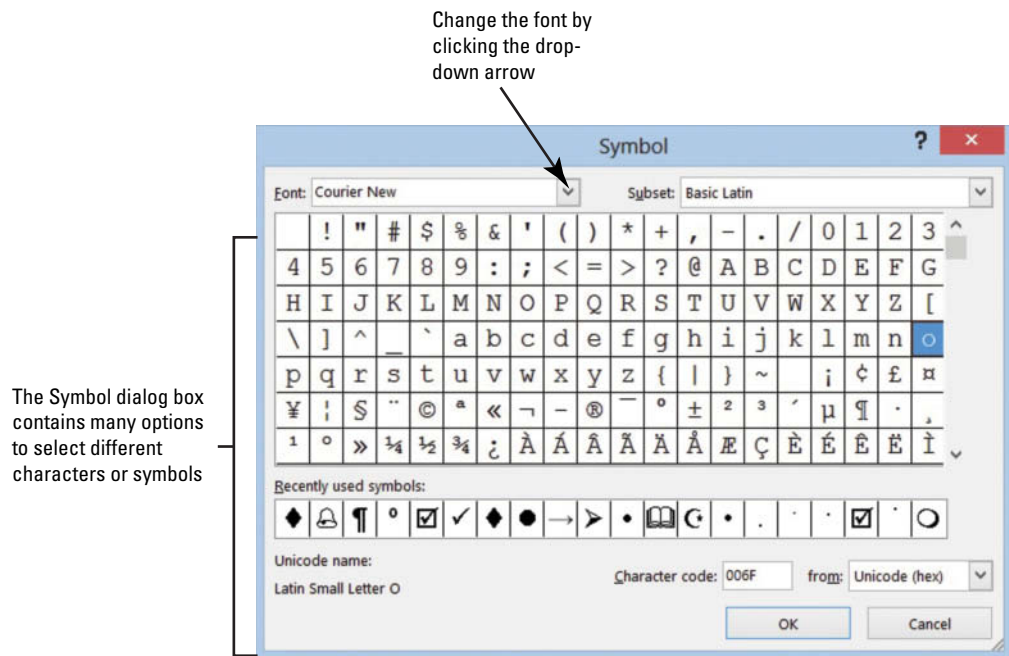 Change the font by
clicking the drop-
down arrow
Symbol ? ×
Font: Courier New Subset: Basic Latin
! " # $ % & ' ( ) * + , - . / 0 1 2 3
4 5 6 7 8 9 : ; < = > ? @ A B C D E F G
H I J K L M N O P Q R S T U V W X Y Z [
\ ] ^ _ ` a b c d e f g h i j k l m n o
p q r s t u v w x y z { | } ~ ¡ ¢ £ ¤
¥ ¦ § ¨ © ª « ¬ - ® ¯ ° ± ² ³ ´ µ ¶ · ¸
¹ º » ¼ ½ ¾ ¿ À Á Â Ã Ä Å Æ Ç È É Ê Ë Ì
The Symbol dialog box
contains many options
to select different
characters or symbols
Recently used symbols:
♦ 🔔 ¶ ° ☑ ✓ ♦ ● → ➢ • 🕮 ☪ • . · · ☑ ˙ ❍
Unicode name:
Latin Small Letter O
Character code: 006F from: Unicode (hex)
OK Cancel